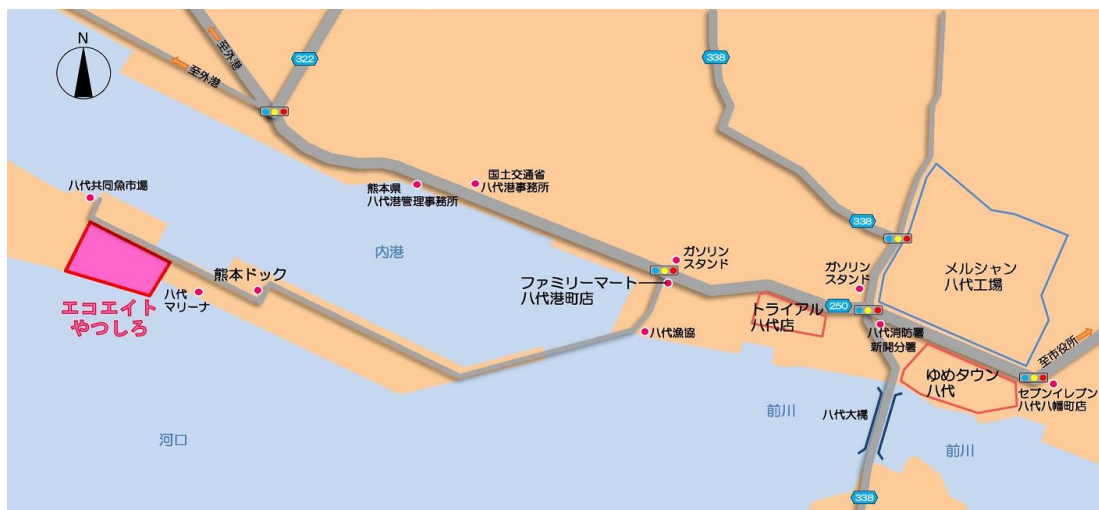 N
至外港
至外港
322
338
八代共同魚市場
国土交通省
八代港事務所
熊本県
八代港管理事務所
338
内港
ガソリン
スタンド
メルシャン
八代工場
熊本ドック
ファミリーマート
八代港町店
ガソリン
スタンド
エコエイト
やつしろ
八代
マリーナ
トライアル
八代店
250
八代漁協
八代消防署
新開分署
至市役所
ゆめタウン
八代
セブンイレブン
八代八幡町店
前川
八代大橋
河口
前川
338